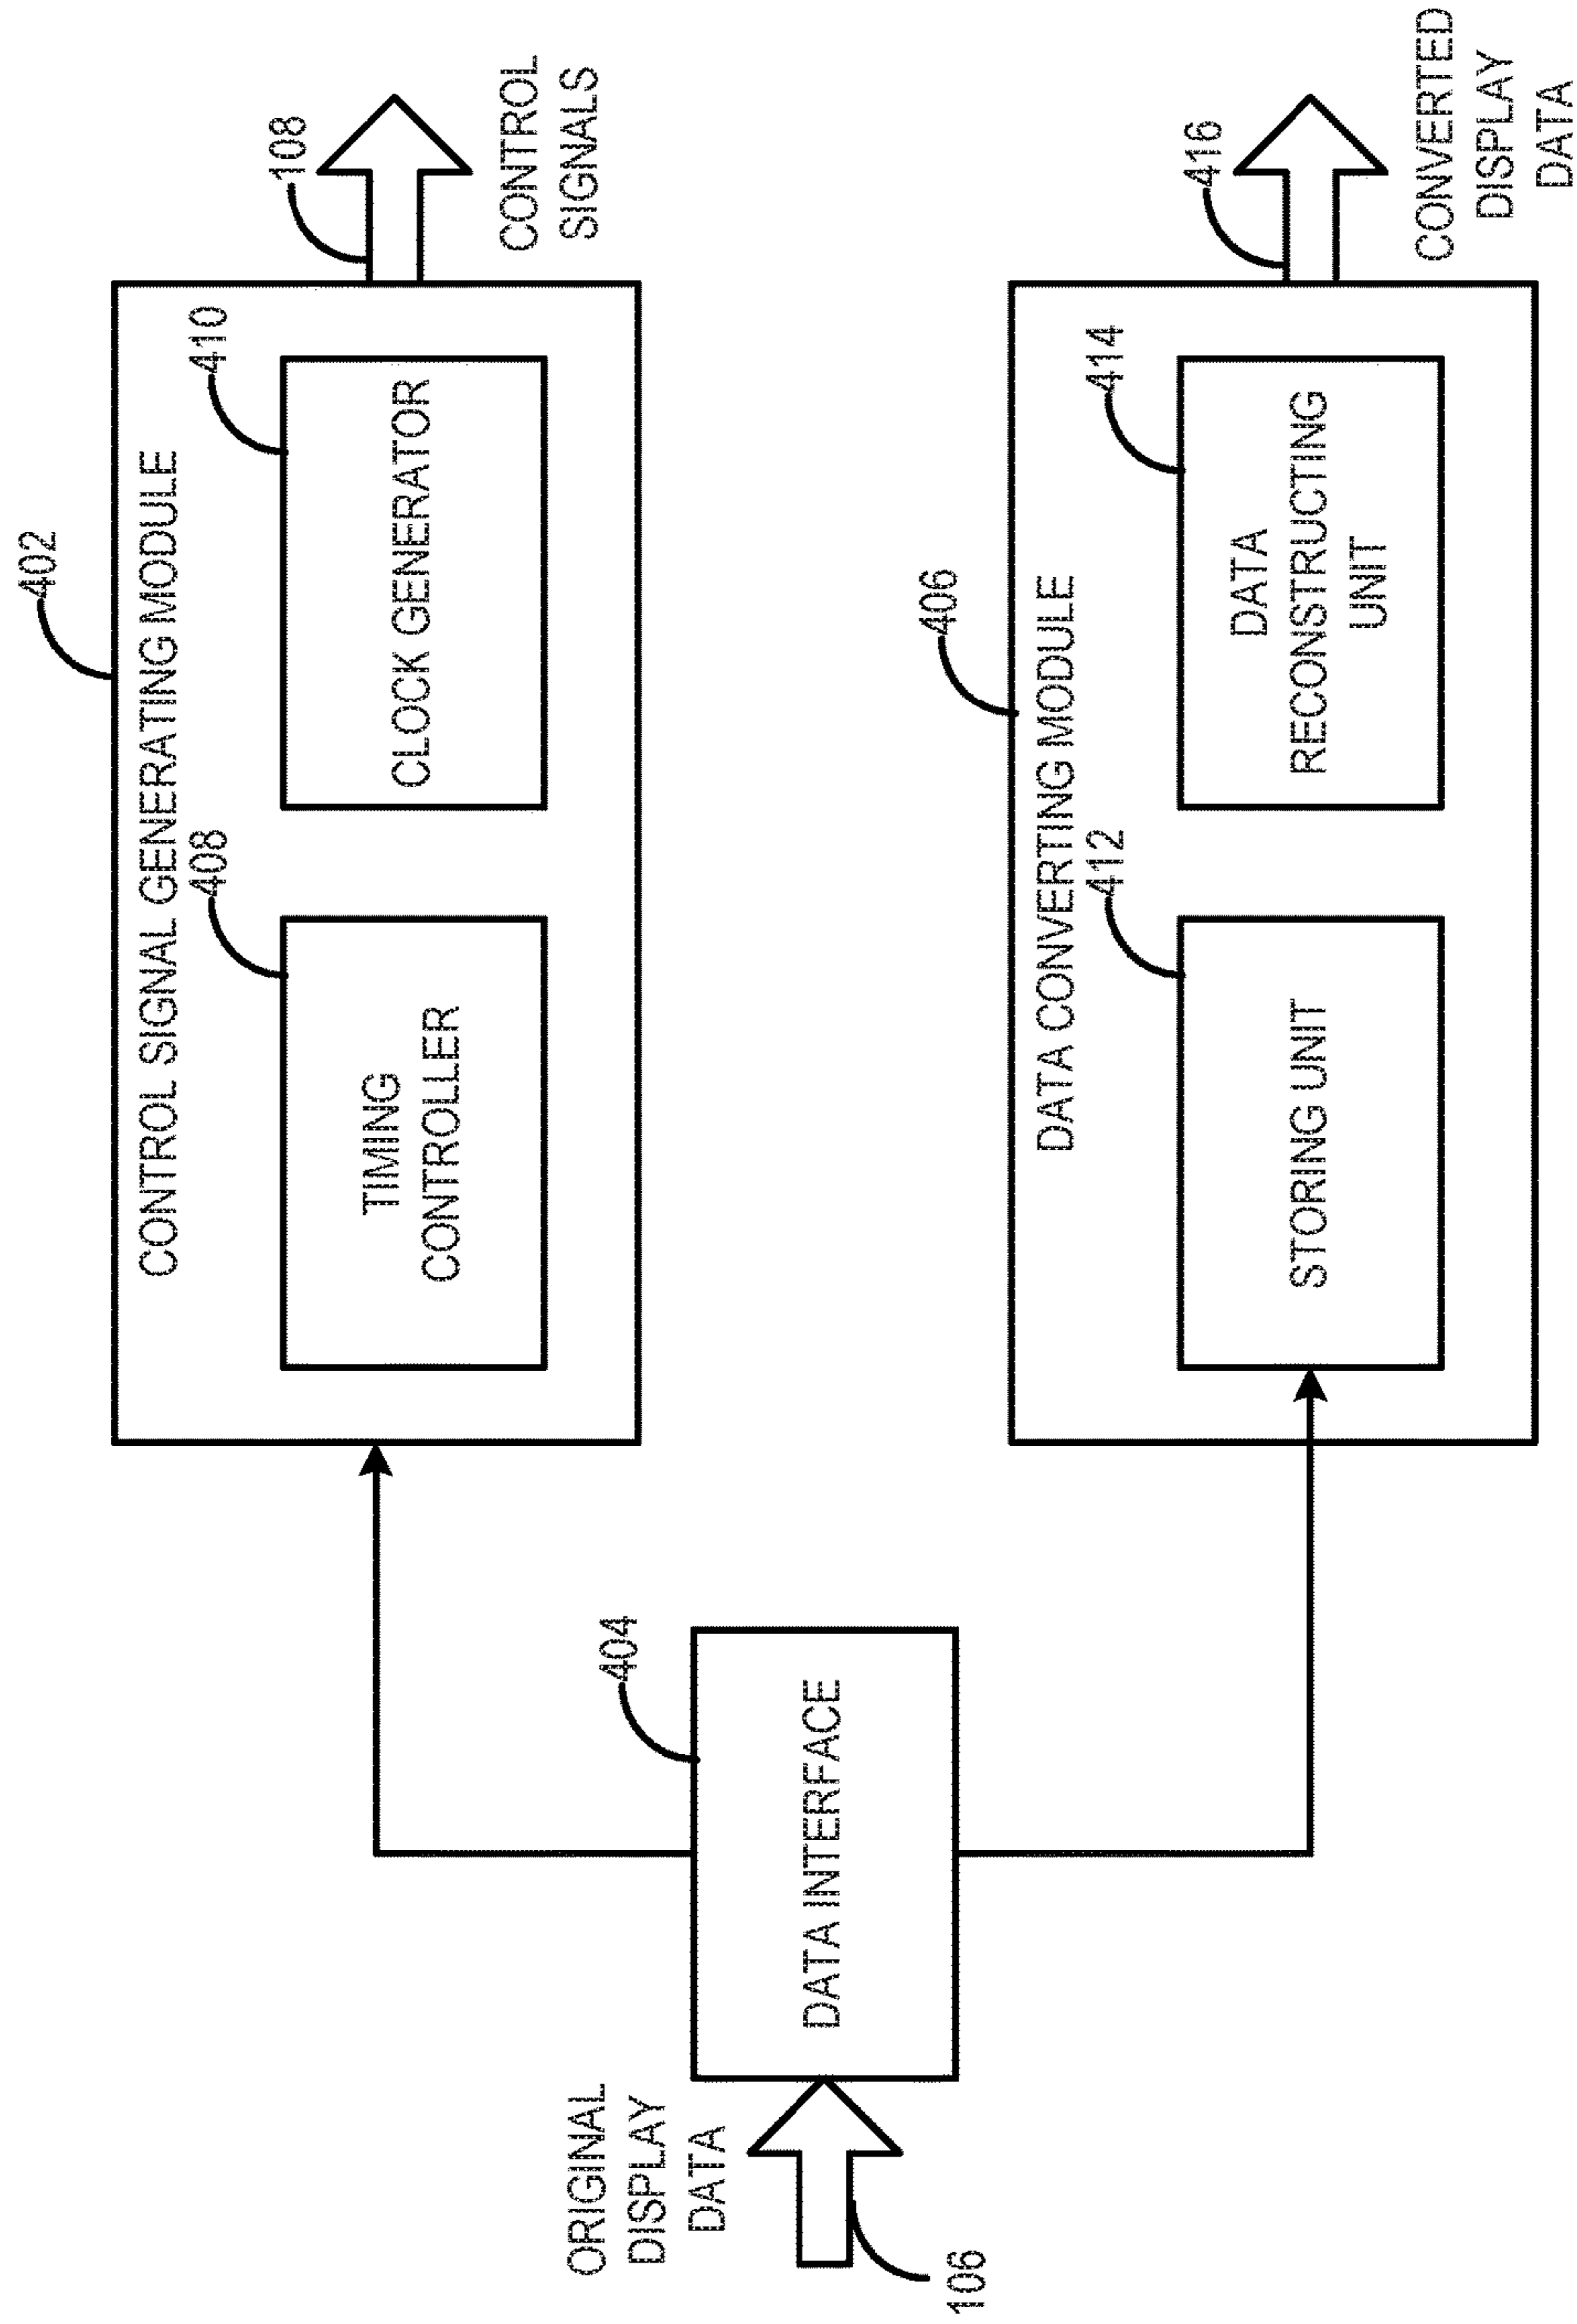 402
CONTROL SIGNAL GENERATING MODULE
408
410
TIMING
CONTROLLER
CLOCK GENERATOR
108
CONTROL
SIGNALS
ORIGINAL
DISPLAY
DATA
106
404
DATA INTERFACE
406
DATA CONVERTING MODULE
412
414
STORING UNIT
DATA
RECONSTRUCTING
UNIT
416
CONVERTED
DISPLAY
DATA